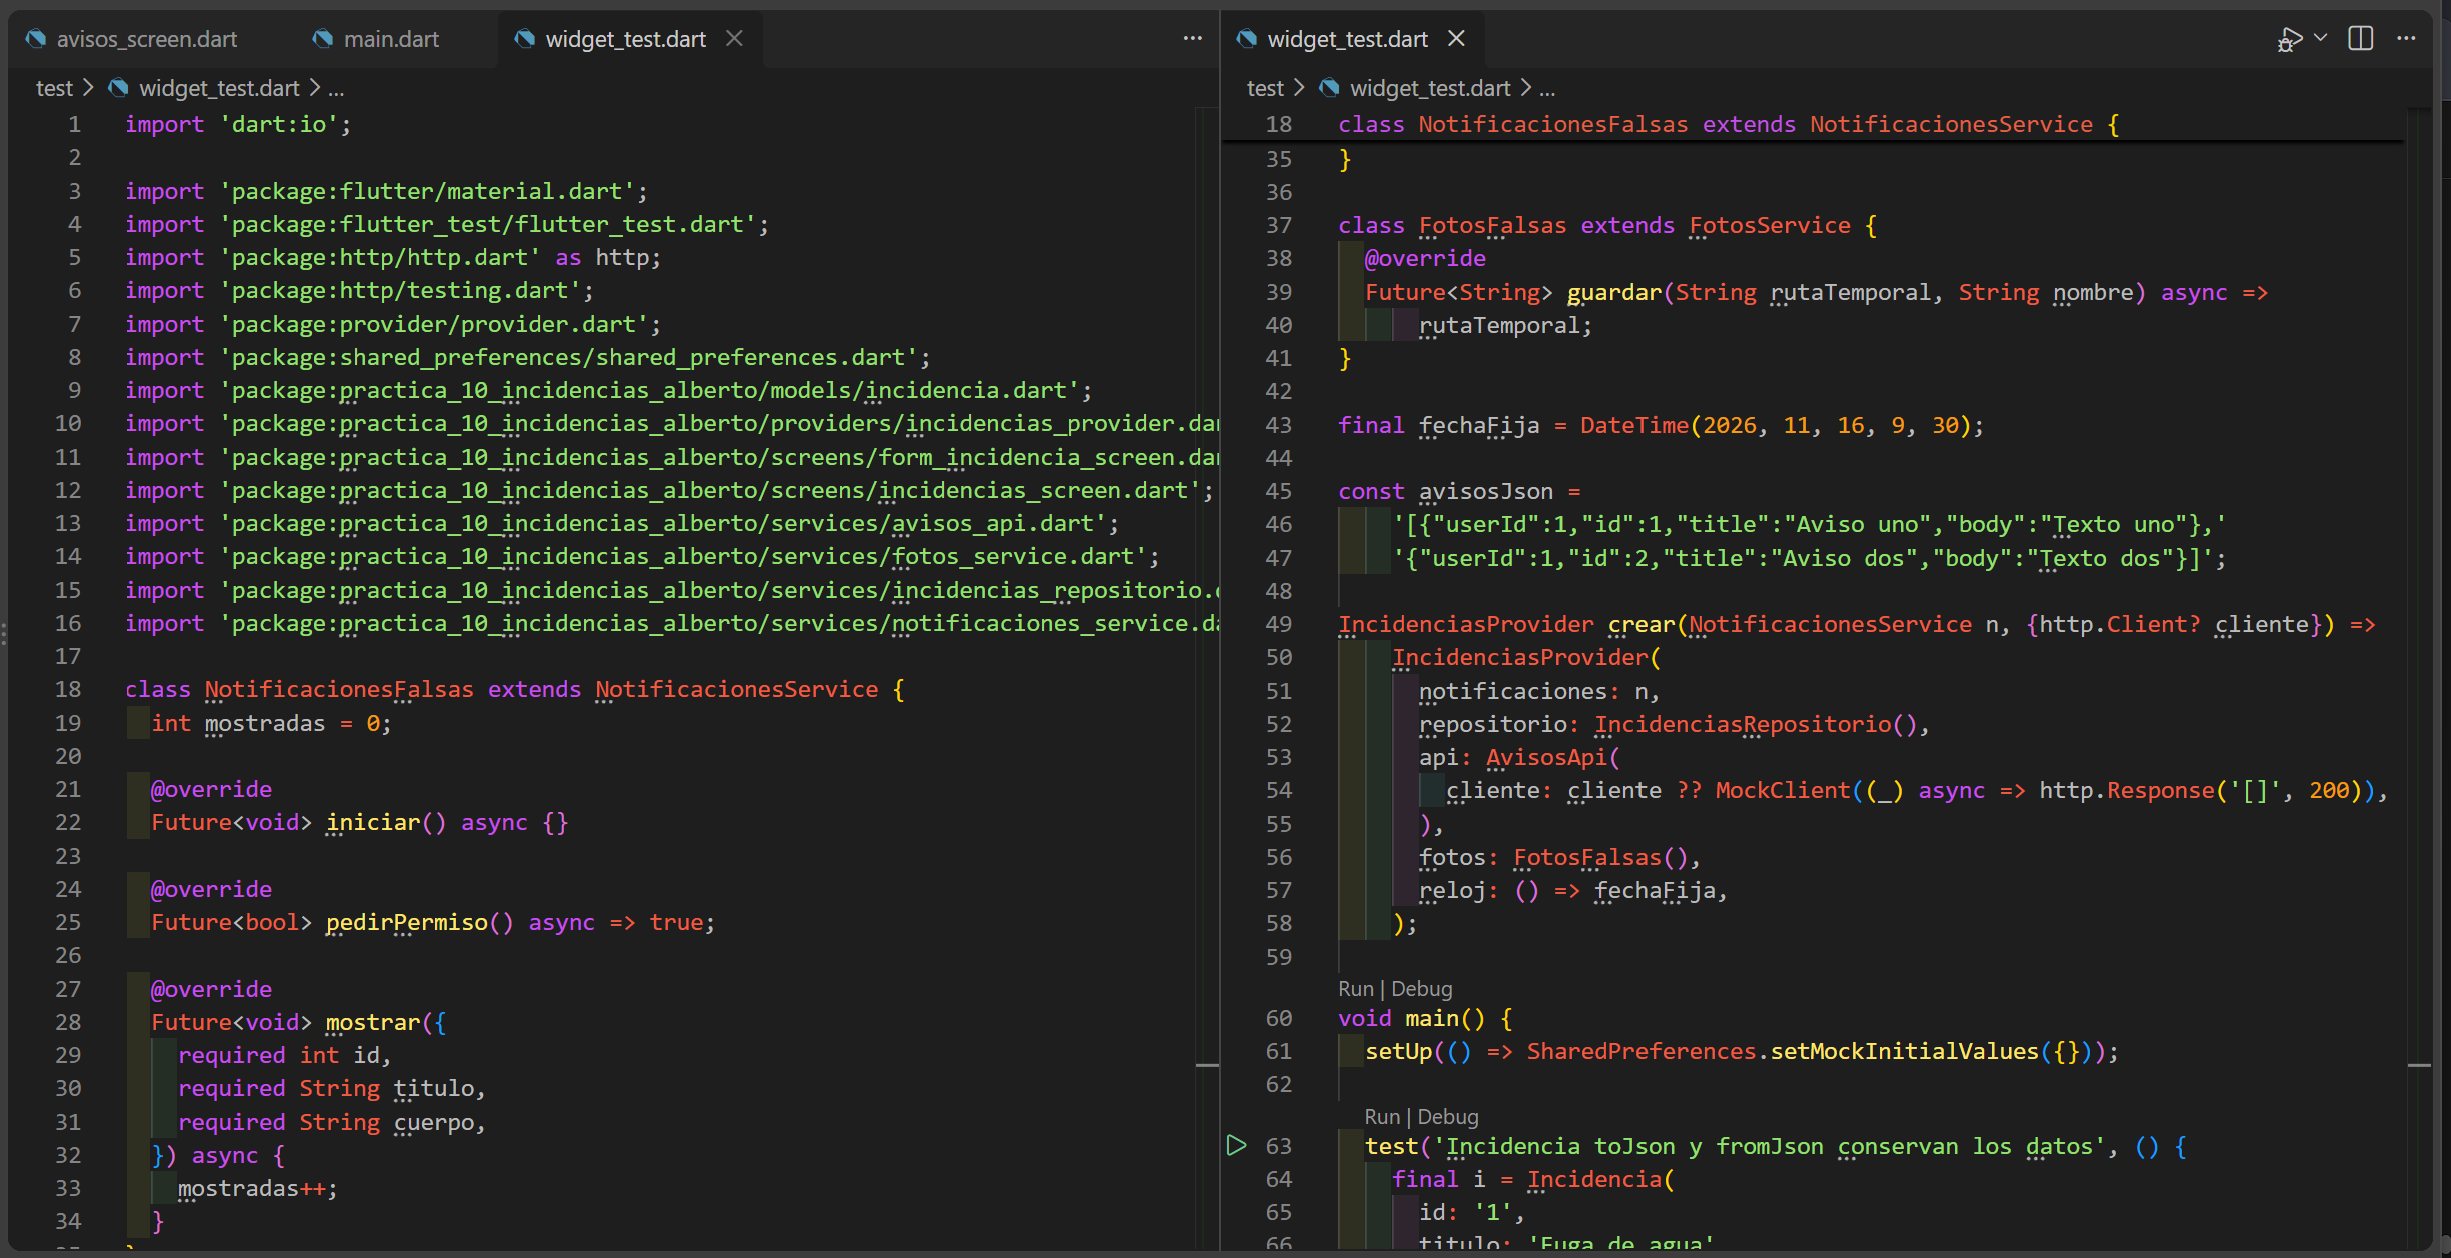 avisos_screen.dart
main.dart
widget_test.dart
test > widget_test.dart > ...
1 import 'dart:io';
2
3 import 'package:flutter/material.dart';
4 import 'package:flutter_test/flutter_test.dart';
5 import 'package:http/http.dart' as http;
6 import 'package:http/testing.dart';
7 import 'package:provider/provider.dart';
8 import 'package:shared_preferences/shared_preferences.dart';
9 import 'package:practica_10_incidencias_alberto/models/incidencia.dart';
10 import 'package:practica_10_incidencias_alberto/providers/incidencias_provider.dar
11 import 'package:practica_10_incidencias_alberto/screens/form_incidencia_screen.dar
12 import 'package:practica_10_incidencias_alberto/screens/incidencias_screen.dart';
13 import 'package:practica_10_incidencias_alberto/services/avisos_api.dart';
14 import 'package:practica_10_incidencias_alberto/services/fotos_service.dart';
15 import 'package:practica_10_incidencias_alberto/services/incidencias_repositorio.
16 import 'package:practica_10_incidencias_alberto/services/notificaciones_service.da
17
18 class NotificacionesFalsas extends NotificacionesService {
19 int mostradas = 0;
20
21 @override
22 Future<void> iniciar() async {}
23
24 @override
25 Future<bool> pedirPermiso() async => true;
26
27 @override
28 Future<void> mostrar({
29 required int id,
30 required String titulo,
31 required String cuerpo,
32 }) async {
33 mostradas++;
34 }
widget_test.dart
test > widget_test.dart > ...
18 class NotificacionesFalsas extends NotificacionesService {
35 }
36
37 class FotosFalsas extends FotosService {
38 @override
39 Future<String> guardar(String rutaTemporal, String nombre) async =>
40 rutaTemporal;
41 }
42
43 final fechaFija = DateTime(2026, 11, 16, 9, 30);
44
45 const avisosJson =
46 '[{"userId":1,"id":1,"title":"Aviso uno","body":"Texto uno"},'
47 '{"userId":1,"id":2,"title":"Aviso dos","body":"Texto dos"}]';
48
49 IncidenciasProvider crear(NotificacionesService n, {http.Client? cliente}) =>
50 IncidenciasProvider(
51 notificaciones: n,
52 repositorio: IncidenciasRepositorio(),
53 api: AvisosApi(
54 cliente: cliente ?? MockClient((_) async => http.Response('[]', 200)),
55 ),
56 fotos: FotosFalsas(),
57 reloj: () => fechaFija,
58 );
59
Run | Debug
60 void main() {
61 setUp(() => SharedPreferences.setMockInitialValues({}));
62
Run | Debug
63 test('Incidencia toJson y fromJson conservan los datos', () {
64 final i = Incidencia(
65 id: '1',
66 titulo: 'Fuga de agua'